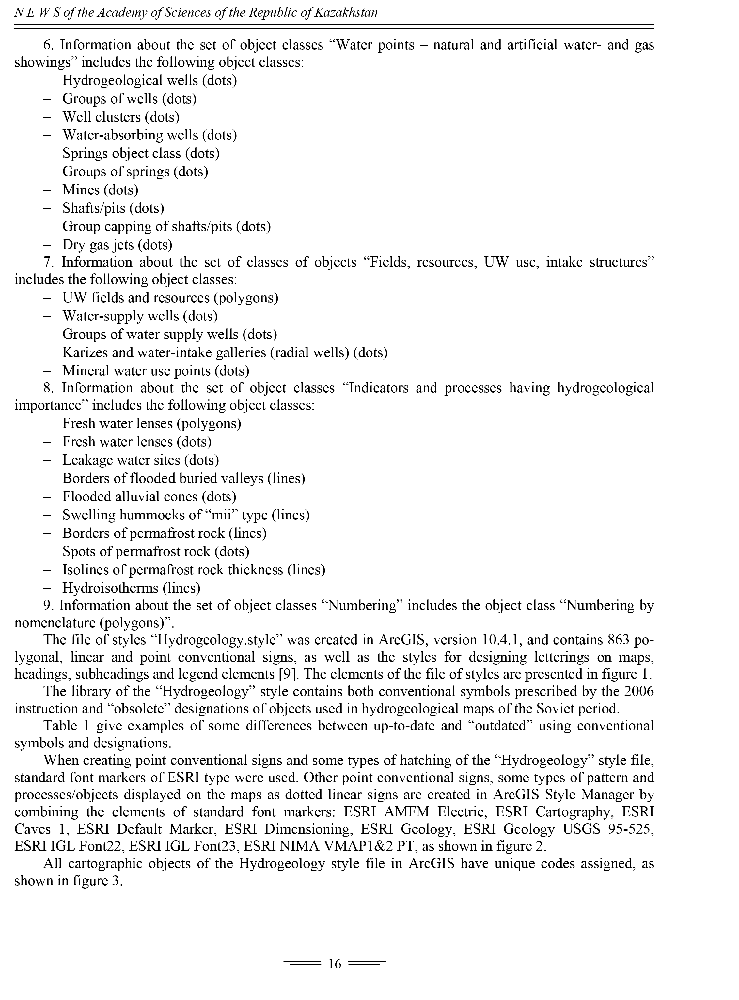 N E W S of the Academy of Sciences of the Republic of Kazakhstan
6. Information about the set of object classes “Water points – natural and artificial water- and gas
showings” includes the following object classes:
– Hydrogeological wells (dots)
– Groups of wells (dots)
– Well clusters (dots)
– Water-absorbing wells (dots)
– Springs object class (dots)
– Groups of springs (dots)
– Mines (dots)
– Shafts/pits (dots)
– Group capping of shafts/pits (dots)
– Dry gas jets (dots)
7. Information about the set of classes of objects “Fields, resources, UW use, intake structures”
includes the following object classes:
– UW fields and resources (polygons)
– Water-supply wells (dots)
– Groups of water supply wells (dots)
– Karizes and water-intake galleries (radial wells) (dots)
– Mineral water use points (dots)
8. Information about the set of object classes “Indicators and processes having hydrogeological
importance” includes the following object classes:
– Fresh water lenses (polygons)
– Fresh water lenses (dots)
– Leakage water sites (dots)
– Borders of flooded buried valleys (lines)
– Flooded alluvial cones (dots)
– Swelling hummocks of “mii” type (lines)
– Borders of permafrost rock (lines)
– Spots of permafrost rock (dots)
– Isolines of permafrost rock thickness (lines)
– Hydroisotherms (lines)
9. Information about the set of object classes “Numbering” includes the object class “Numbering by
nomenclature (polygons)”.
The file of styles “Hydrogeology.style” was created in ArcGIS, version 10.4.1, and contains 863 po-
lygonal, linear and point conventional signs, as well as the styles for designing letterings on maps,
headings, subheadings and legend elements [9]. The elements of the file of styles are presented in figure 1.
The library of the “Hydrogeology” style contains both conventional symbols prescribed by the 2006
instruction and “obsolete” designations of objects used in hydrogeological maps of the Soviet period.
Table 1 give examples of some differences between up-to-date and “outdated” using conventional
symbols and designations.
When creating point conventional signs and some types of hatching of the “Hydrogeology” style file,
standard font markers of ESRI type were used. Other point conventional signs, some types of pattern and
processes/objects displayed on the maps as dotted linear signs are created in ArcGIS Style Manager by
combining the elements of standard font markers: ESRI AMFM Electric, ESRI Cartography, ESRI
Caves 1, ESRI Default Marker, ESRI Dimensioning, ESRI Geology, ESRI Geology USGS 95-525,
ESRI IGL Font22, ESRI IGL Font23, ESRI NIMA VMAP1&2 PT, as shown in figure 2.
All cartographic objects of the Hydrogeology style file in ArcGIS have unique codes assigned, as
shown in figure 3.
16